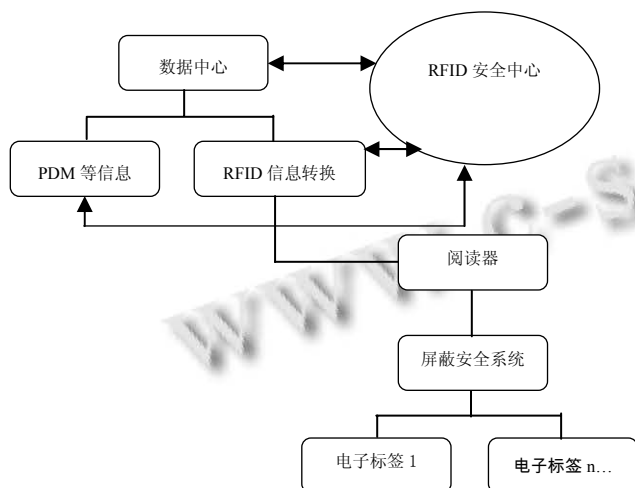 数据中心
RFID 安全中心
PDM 等信息
RFID 信息转换
阅读器
屏蔽安全系统
电子标签 1
电子标签 n…
www.c-s